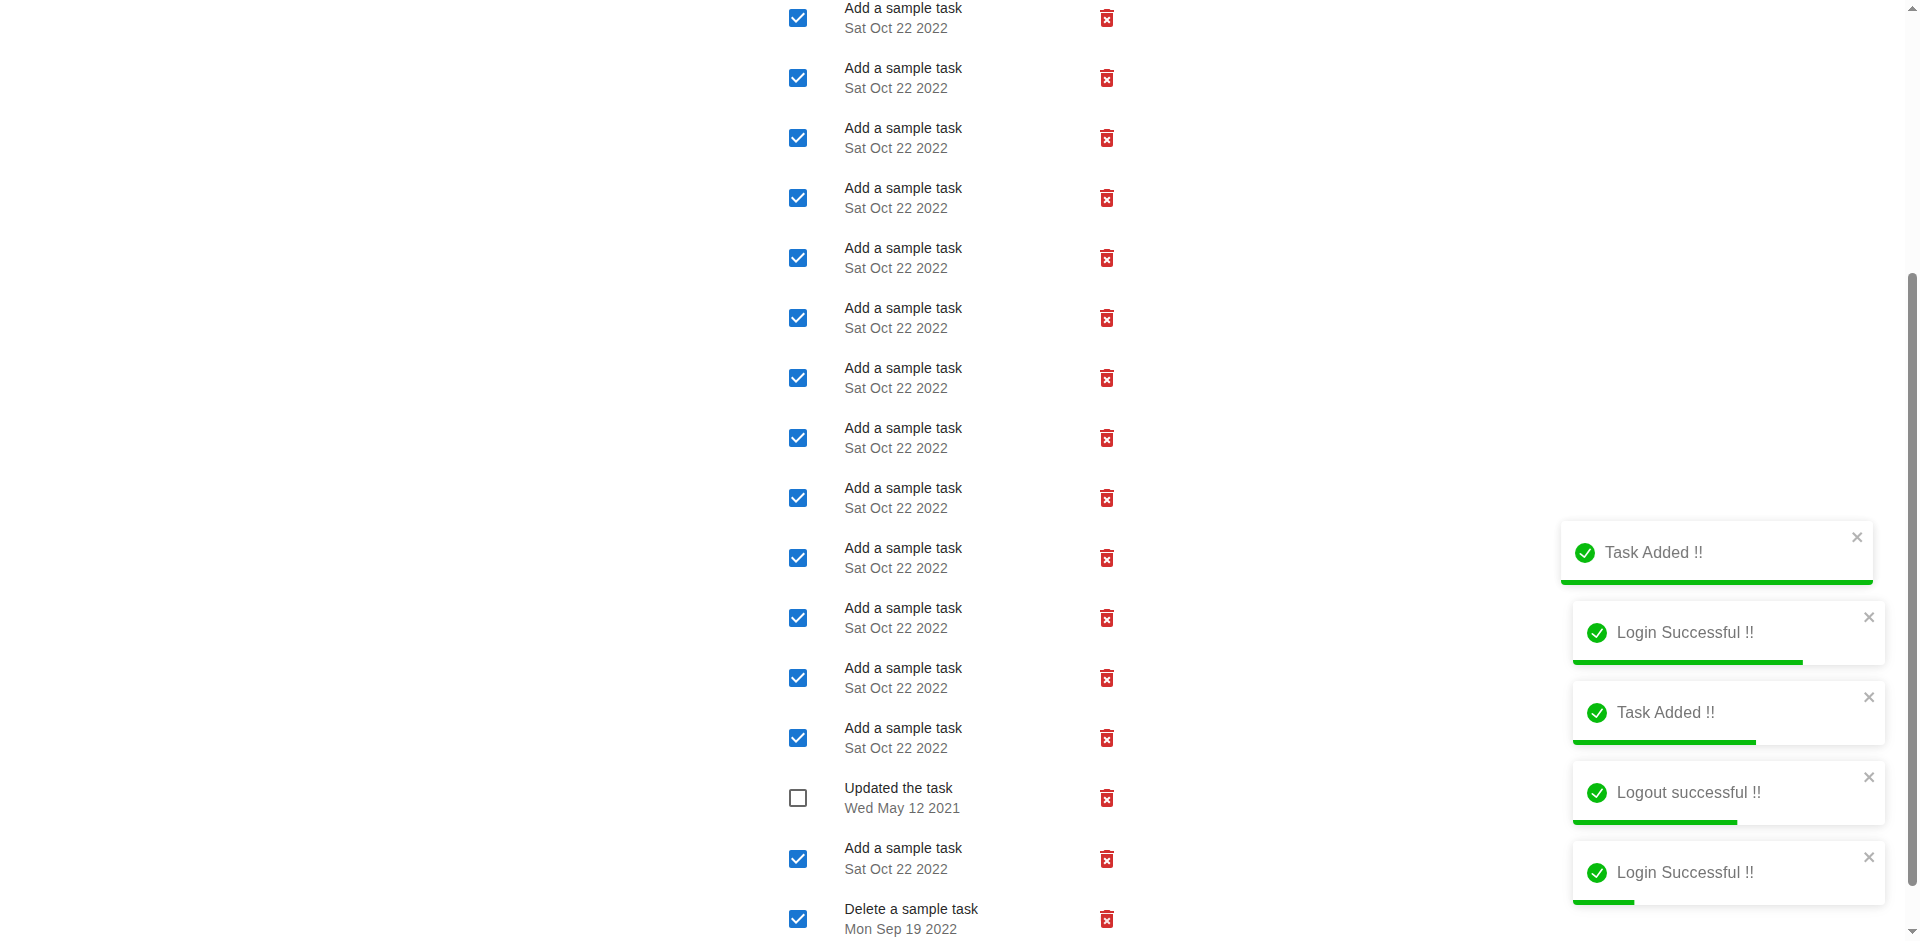 Add a sample task
Sat Oct 22 2022
Add a sample task
Sat Oct 22 2022
Add a sample task
Sat Oct 22 2022
Add a sample task
Sat Oct 22 2022
Add a sample task
Sat Oct 22 2022
Add a sample task
Sat Oct 22 2022
Add a sample task
Sat Oct 22 2022
Add a sample task
Sat Oct 22 2022
Add a sample task
Sat Oct 22 2022
Add a sample task
Sat Oct 22 2022
Add a sample task
Sat Oct 22 2022
Add a sample task
Sat Oct 22 2022
Add a sample task
Sat Oct 22 2022
Updated the task
Wed May 12 2021
Add a sample task
Sat Oct 22 2022
Delete a sample task
Mon Sep 19 2022
Task Added !!
Login Successful !!
Task Added !!
Logout successful !!
Login Successful !!